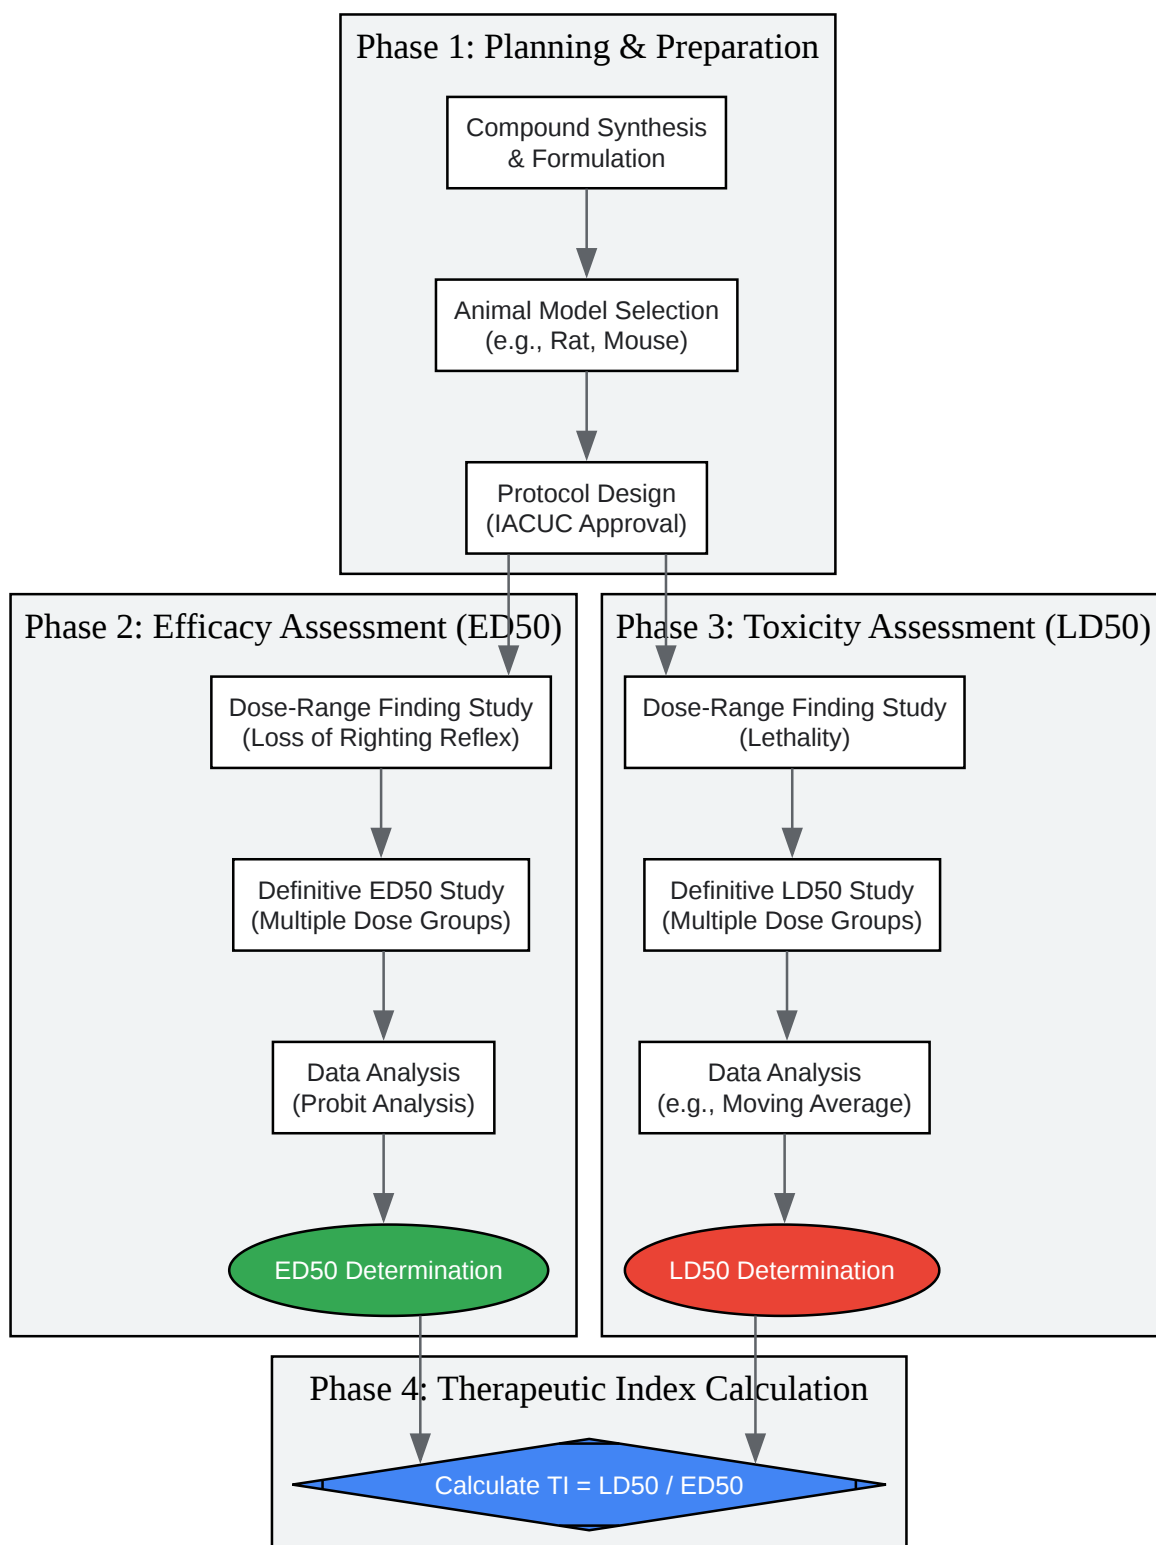 Phase 1: Planning & Preparation
Compound Synthesis
& Formulation
Animal Model Selection
(e.g., Rat, Mouse)
Protocol Design
(IACUC Approval)
Phase 2: Efficacy Assessment (ED50)
Dose-Range Finding Study
(Loss of Righting Reflex)
Definitive ED50 Study
(Multiple Dose Groups)
Data Analysis
(Probit Analysis)
ED50 Determination
Phase 3: Toxicity Assessment (LD50)
Dose-Range Finding Study
(Lethality)
Definitive LD50 Study
(Multiple Dose Groups)
Data Analysis
(e.g., Moving Average)
LD50 Determination
Phase 4: Therapeutic Index Calculation
Calculate TI = LD50 / ED50